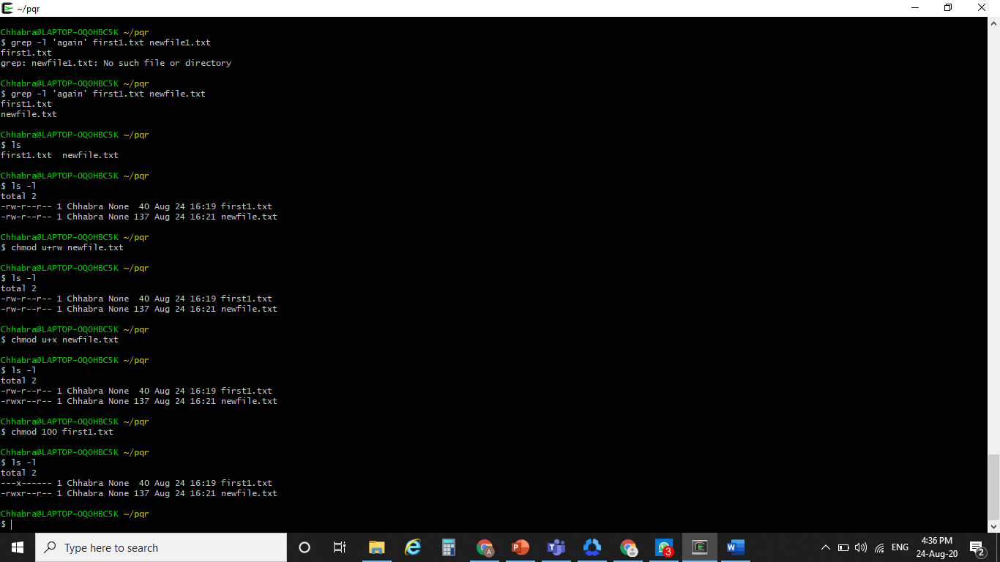 ~/pqr
Chhabra@LAPTOP-OQOHBC5K ~/pqr
$ grep -l 'again' first1.txt newfile1.txt
first1.txt
grep: newfile1.txt: No such file or directory
Chhabra@LAPTOP-OQOHBC5K ~/pqr
$ grep -l 'again' first1.txt newfile.txt
first1.txt
newfile.txt
Chhabra@LAPTOP-OQOHBC5K ~/pqr
$ ls
first1.txt  newfile.txt
Chhabra@LAPTOP-OQOHBC5K ~/pqr
$ ls -l
total 2
-rw-r--r-- 1 Chhabra None  40 Aug 24 16:19 first1.txt
-rw-r--r-- 1 Chhabra None 137 Aug 24 16:21 newfile.txt
Chhabra@LAPTOP-OQOHBC5K ~/pqr
$ chmod u+rw newfile.txt
Chhabra@LAPTOP-OQOHBC5K ~/pqr
$ ls -l
total 2
-rw-r--r-- 1 Chhabra None  40 Aug 24 16:19 first1.txt
-rw-r--r-- 1 Chhabra None 137 Aug 24 16:21 newfile.txt
Chhabra@LAPTOP-OQOHBC5K ~/pqr
$ chmod u+x newfile.txt
Chhabra@LAPTOP-OQOHBC5K ~/pqr
$ ls -l
total 2
-rw-r--r-- 1 Chhabra None  40 Aug 24 16:19 first1.txt
-rwxr--r-- 1 Chhabra None 137 Aug 24 16:21 newfile.txt
Chhabra@LAPTOP-OQOHBC5K ~/pqr
$ chmod 100 first1.txt
Chhabra@LAPTOP-OQOHBC5K ~/pqr
$ ls -l
total 2
---x------ 1 Chhabra None  40 Aug 24 16:19 first1.txt
-rwxr--r-- 1 Chhabra None 137 Aug 24 16:21 newfile.txt
Chhabra@LAPTOP-OQOHBC5K ~/pqr
$
Type here to search
A
3
ENG
4:36 PM
24-Aug-20
2